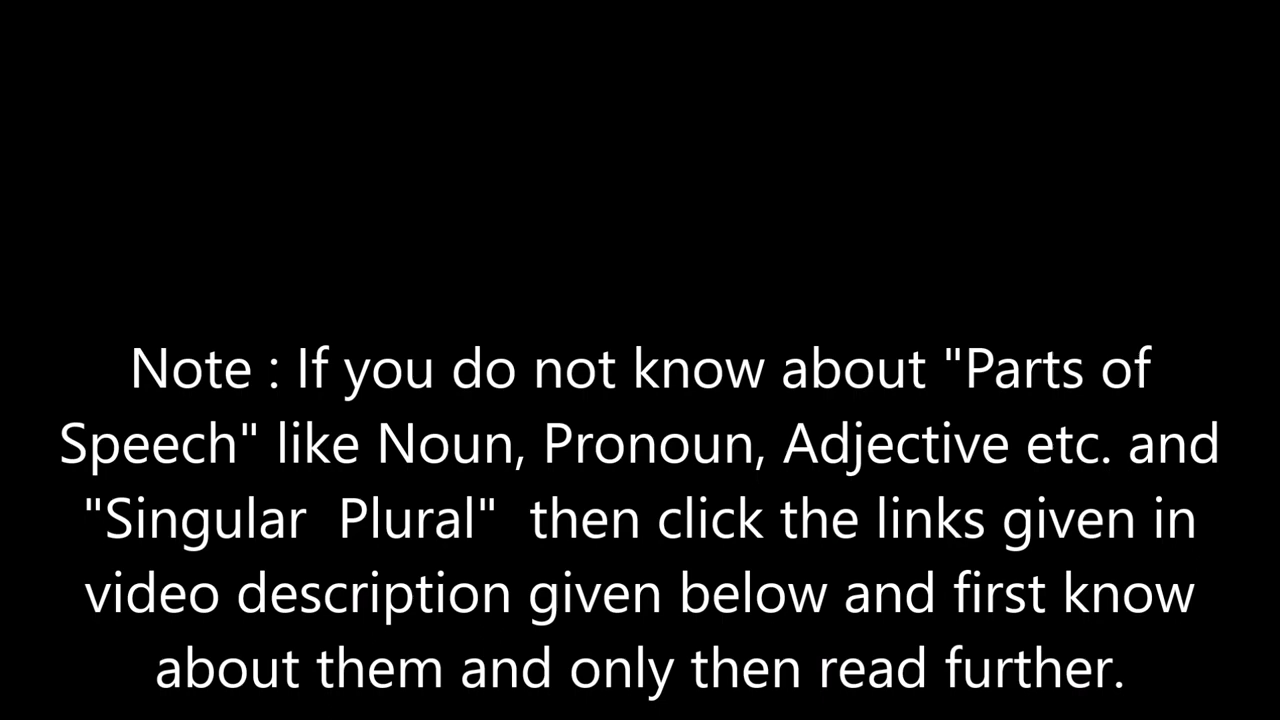 Note : If you do not know about "Parts of
Speech" like Noun, Pronoun, Adjective etc. and
"Singular  Plural"  then click the links given in
video description given below and first know
about them and only then read further.